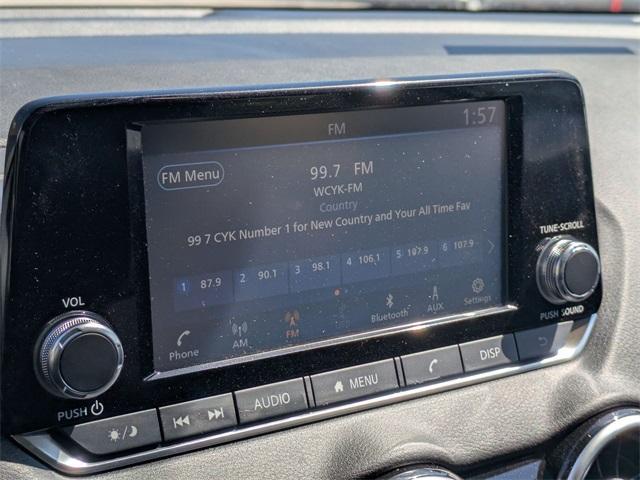 FM
1:57
FM Menu
99.7 FM
WCYK-FM
Country
99 7 CYK Number 1 for New Country and Your All Time Fav
1 87.9 2 90.1 3 98.1 4 106.1 5 107.9 6 107.9
Phone AM FM Bluetooth AUX Settings
TUNE-SCROLL
PUSH SOUND
VOL
PUSH
AUDIO MENU DISP